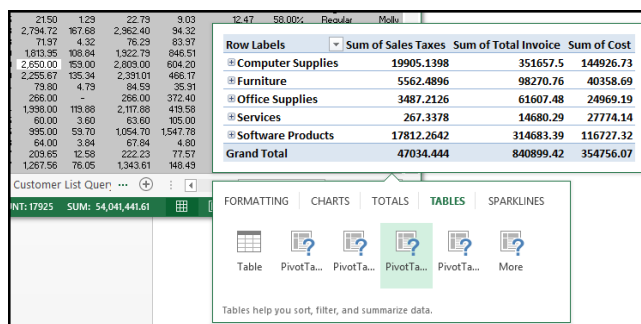 21.50 1.29 22.79 9.03 12.47 58.00% Regular Molly
2,794.72 167.68 2,962.40 94.32
71.97 4.32 76.29 83.97
1,813.95 108.84 1,922.79 846.51
2,650.00 159.00 2,809.00 604.20
2,255.67 135.34 2,391.01 466.17
79.80 4.79 84.59 35.91
266.00 - 266.00 372.40
1,998.00 119.88 2,117.88 419.58
60.00 3.60 63.60 105.00
995.00 59.70 1,054.70 1,547.78
64.00 3.84 67.84 4.80
209.65 12.58 222.23 77.57
1,267.56 76.05 1,343.61 148.49
Row Labels Sum of Sales Taxes Sum of Total Invoice Sum of Cost
Computer Supplies 19905.1398 351657.5 144926.73
Furniture 5562.4896 98270.76 40358.69
Office Supplies 3487.2126 61607.48 24969.19
Services 267.3378 14680.29 27774.14
Software Products 17812.2642 314683.39 116727.32
Grand Total 47034.444 840899.42 354756.07
Customer List Query ...
NT: 17925 SUM: 54,041,441.61
FORMATTING CHARTS TOTALS TABLES SPARKLINES
Table PivotTa... PivotTa... PivotTa... PivotTa... More
Tables help you sort, filter, and summarize data.